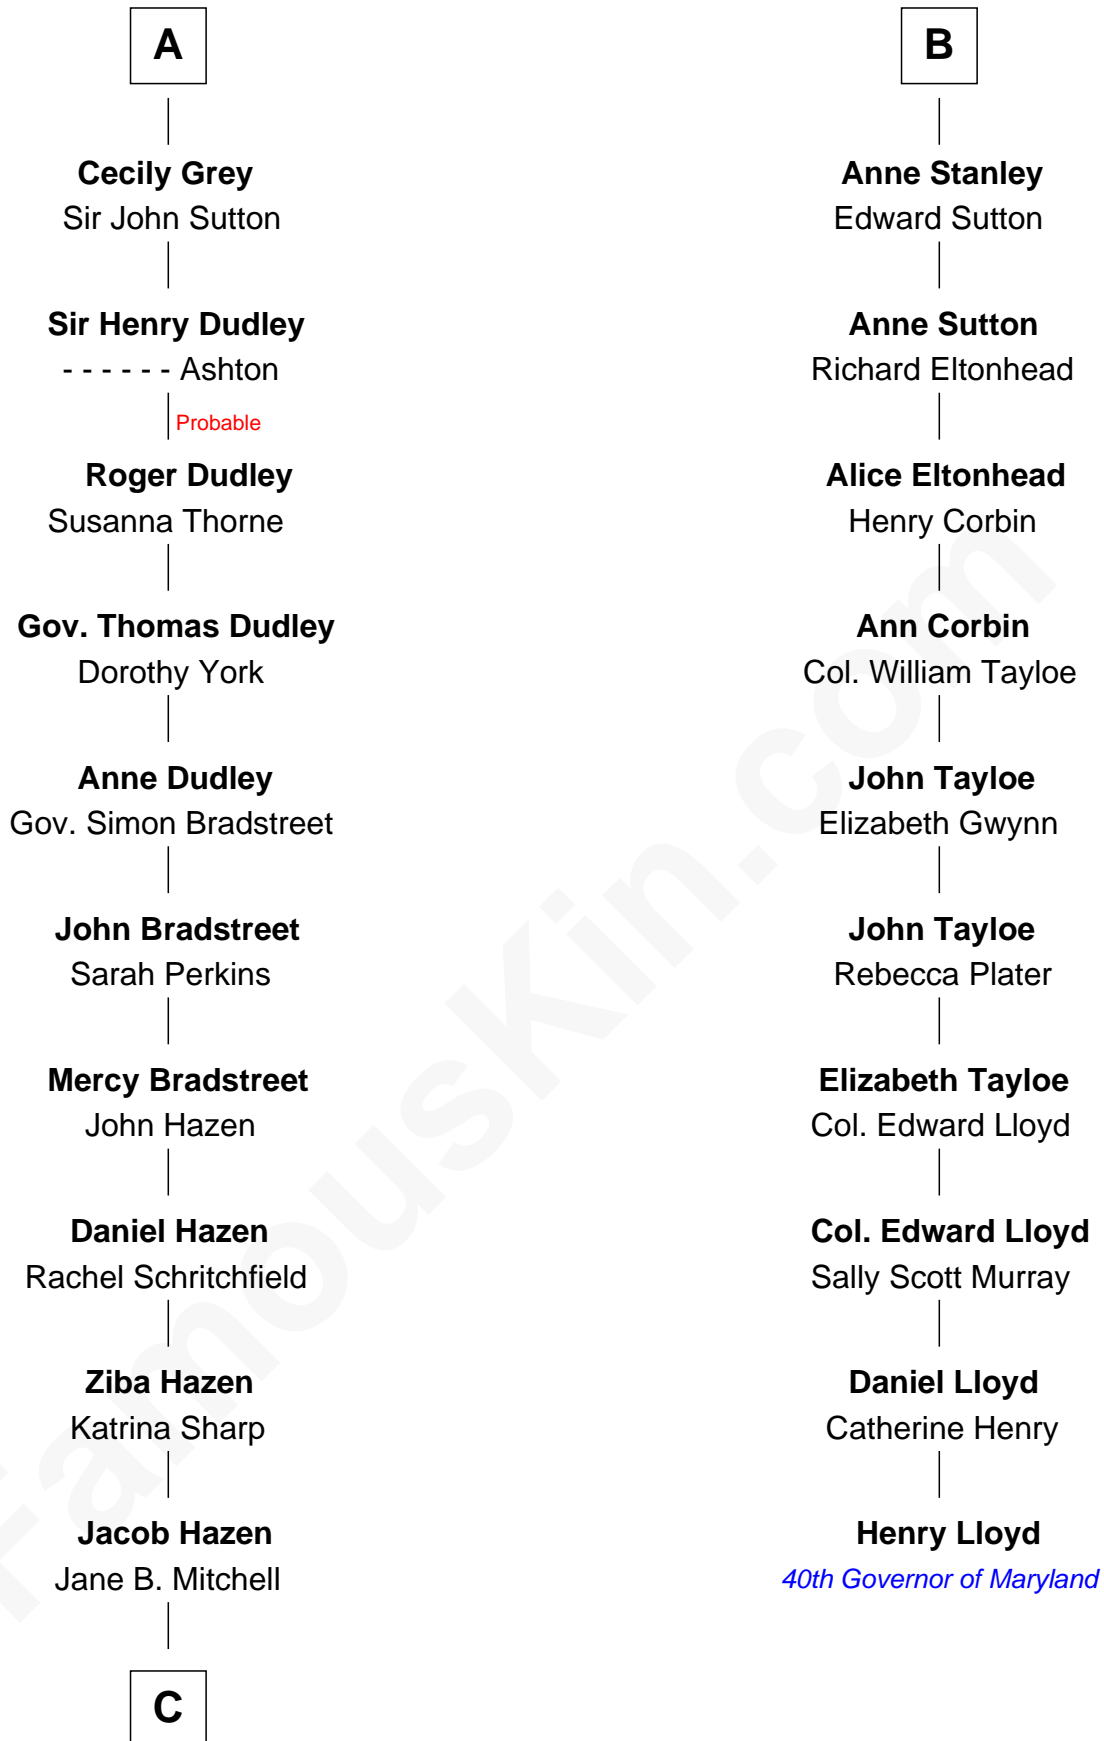 A
Cecily Grey
Sir John Sutton
Sir Henry Dudley
- - - - - - Ashton
Probable
Roger Dudley
Susanna Thorne
Gov. Thomas Dudley
Dorothy York
Anne Dudley
Gov. Simon Bradstreet
John Bradstreet
Sarah Perkins
Mercy Bradstreet
John Hazen
Daniel Hazen
Rachel Schritchfield
Ziba Hazen
Katrina Sharp
Jacob Hazen
Jane B. Mitchell
C
B
Anne Stanley
Edward Sutton
Anne Sutton
Richard Eltonhead
Alice Eltonhead
Henry Corbin
Ann Corbin
Col. William Tayloe
John Tayloe
Elizabeth Gwynn
John Tayloe
Rebecca Plater
Elizabeth Tayloe
Col. Edward Lloyd
Col. Edward Lloyd
Sally Scott Murray
Daniel Lloyd
Catherine Henry
Henry Lloyd
40th Governor of Maryland
FamousKin.com